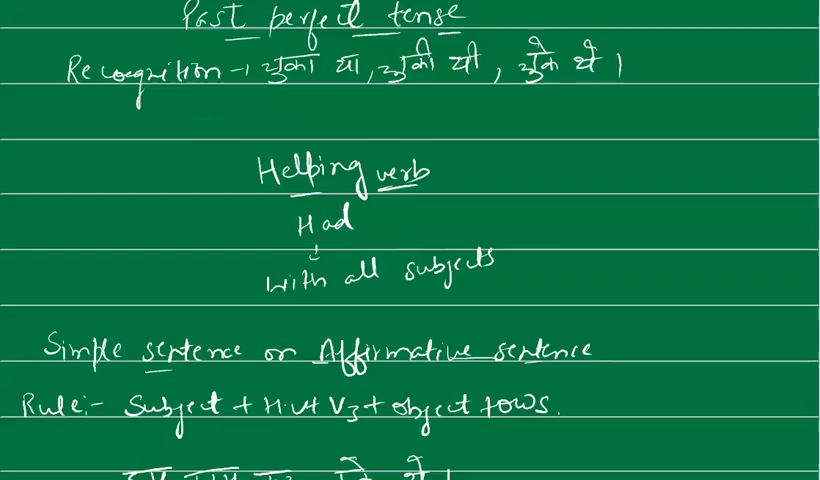 Past perfect tense
Recognition → चुका था, चुकी थी, चुके थे।
Helping verb
Had
↓
with all subjects
Simple sentence or Affirmative sentence
Rule:- Subject + H.V + V3 + object + OWS.